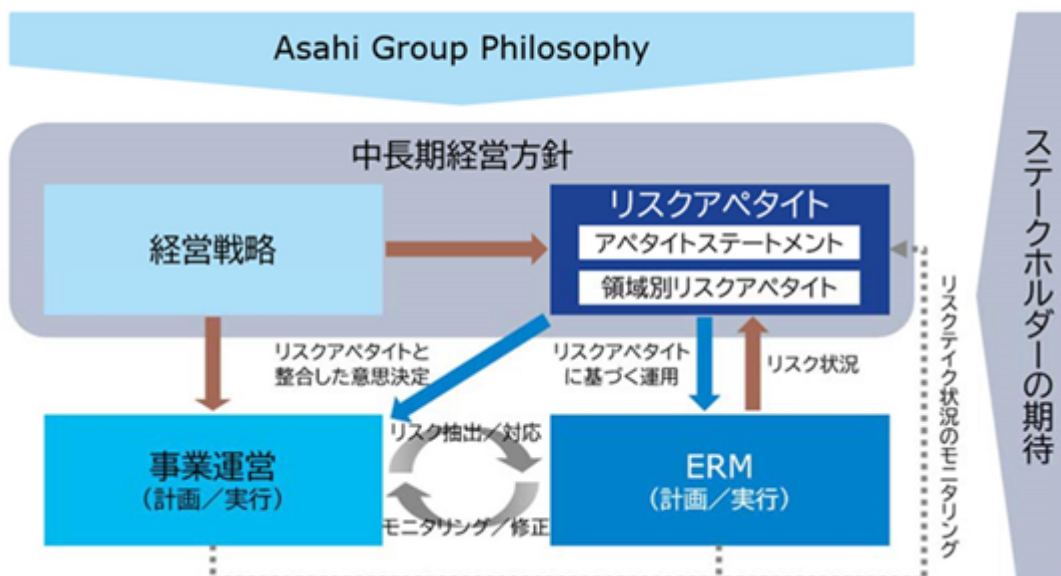 Asahi Group Philosophy
中長期経営方針
経営戦略
リスクアペタイト
アペタイトステートメント
領域別リスクアペタイト
リスクアペタイトと
整合した意思決定
リスクアペタイト
に基づく運用
リスク状況
事業運営
(計画／実行)
リスク抽出／対応
モニタリング／修正
ERM
(計画／実行)
リスクテイク状況のモニタリング
ステークホルダーの期待